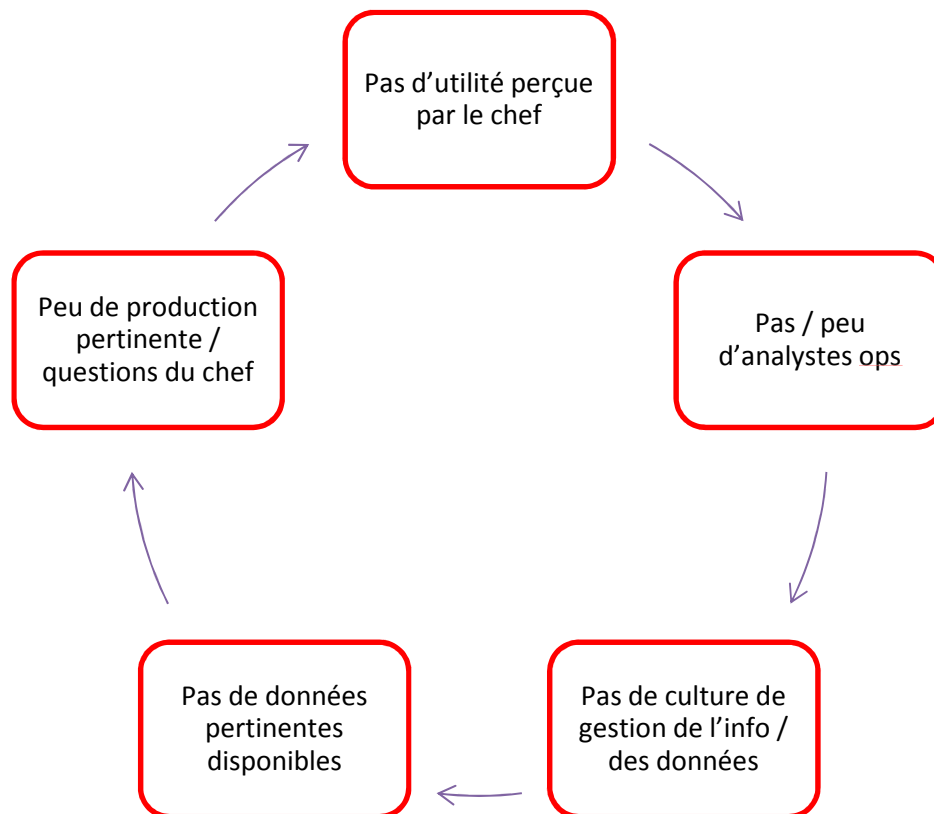 Pas d’utilité perçue
par le chef
Pas / peu
d’analystes ops
Pas de culture de
gestion de l’info /
des données
Pas de données
pertinentes
disponibles
Peu de production
pertinente /
questions du chef